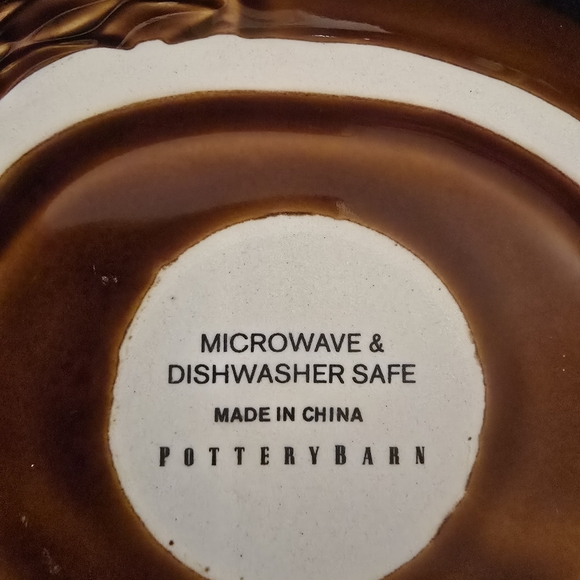 MICROWAVE &
DISHWASHER SAFE
MADE IN CHINA
POTTERYBARN